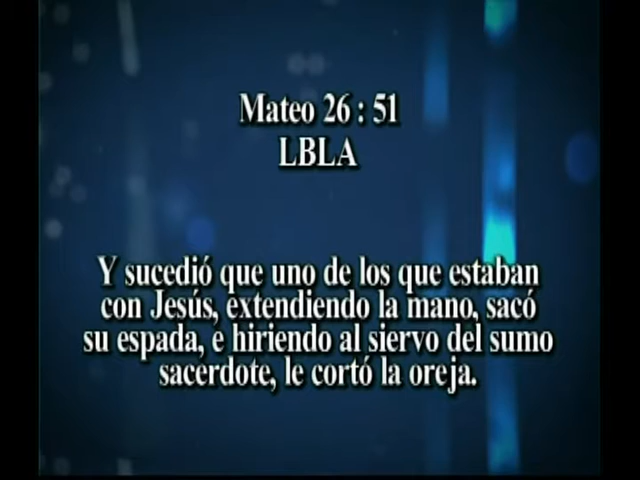 Mateo 26 : 51
LBLA
Y sucedió que uno de los que estaban
con Jesús, extendiendo la mano, sacó
su espada, e hiriendo al siervo del sumo
sacerdote, le cortó la oreja.